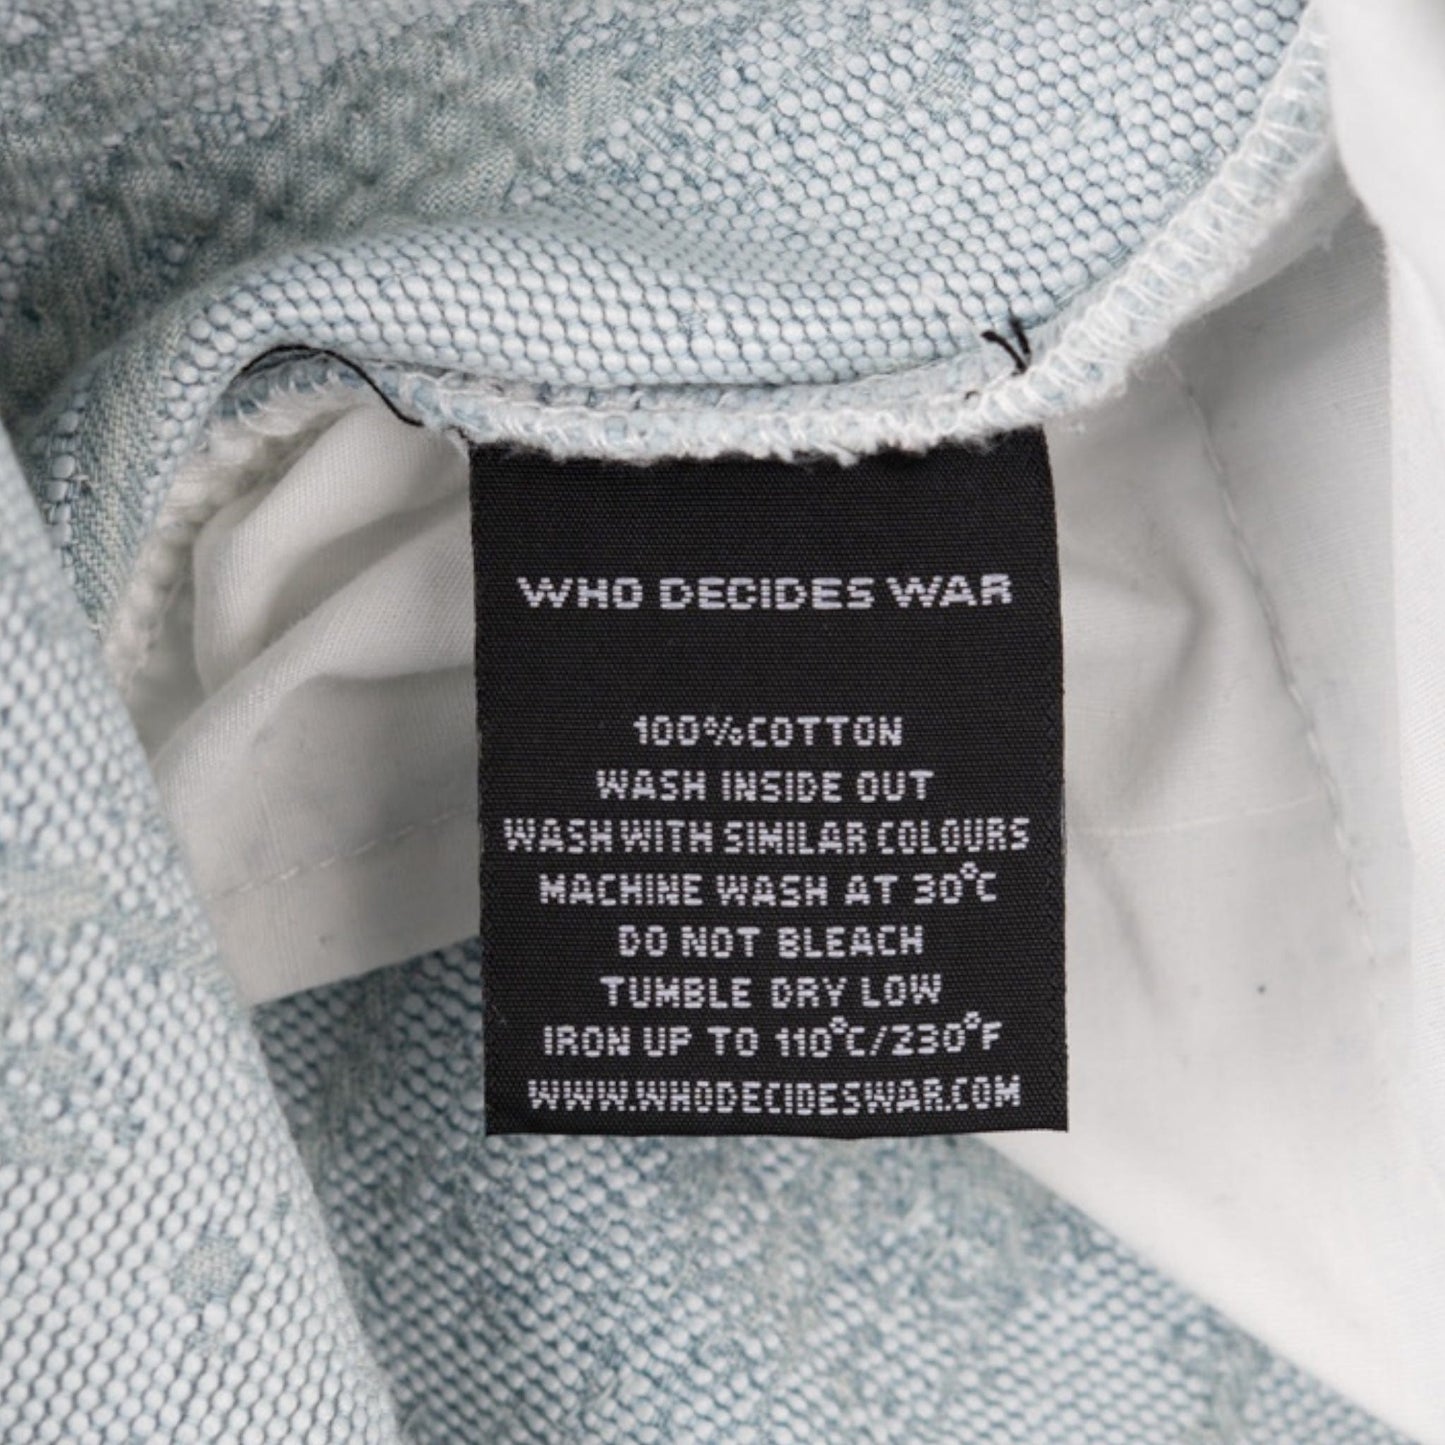 WHO DECIDES WAR
100%COTTON
WASH INSIDE OUT
WASH WITH SIMILAR COLOURS
MACHINE WASH AT 30°C
DO NOT BLEACH
TUMBLE DRY LOW
IRON UP TO 110°C/230°F
WWW.WHODECIDESWAR.COM